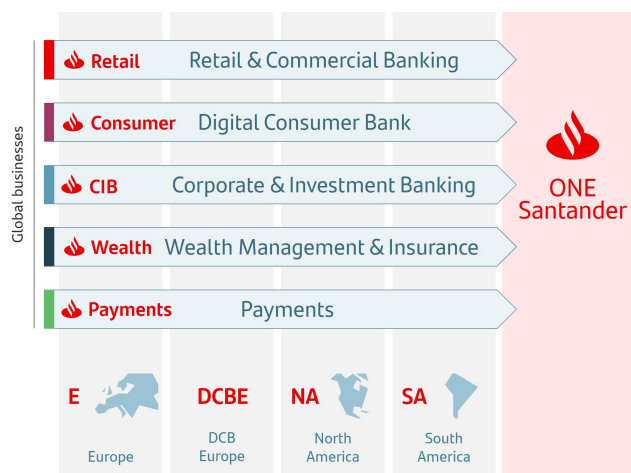 Global businesses
Retail Retail & Commercial Banking
Consumer Digital Consumer Bank
CIB Corporate & Investment Banking
Wealth Wealth Management & Insurance
Payments Payments
ONE
Santander
E
Europe
DCBE
DCB
Europe
NA
North
America
SA
South
America